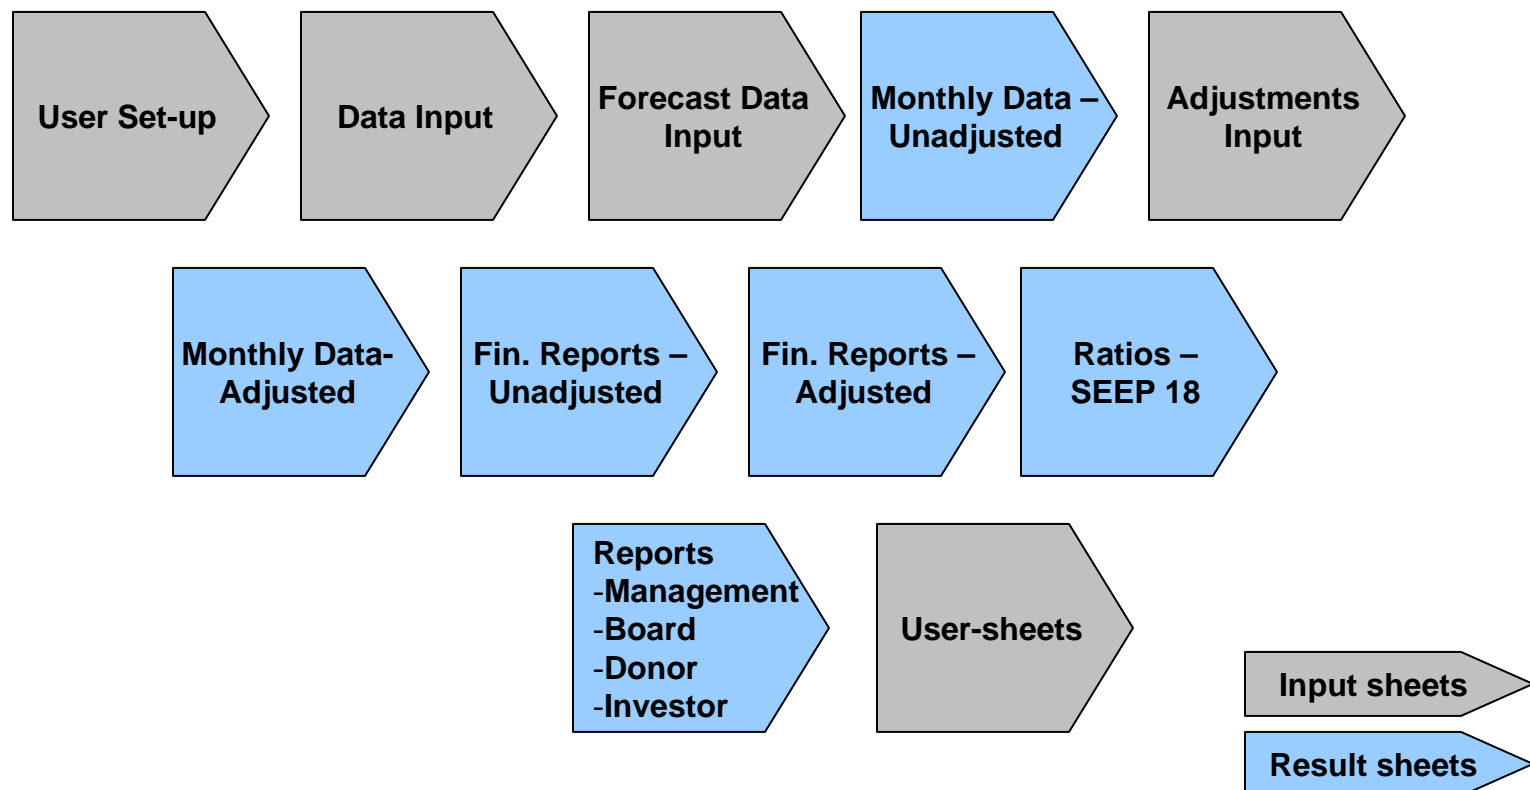 User Set-up
Data Input
Forecast Data
Input
Monthly Data –
Unadjusted
Adjustments
Input
Monthly Data-
Adjusted
Fin. Reports –
Unadjusted
Fin. Reports –
Adjusted
Ratios –
SEEP 18
Reports
-Management
-Board
-Donor
-Investor
User-sheets
Input sheets
Result sheets